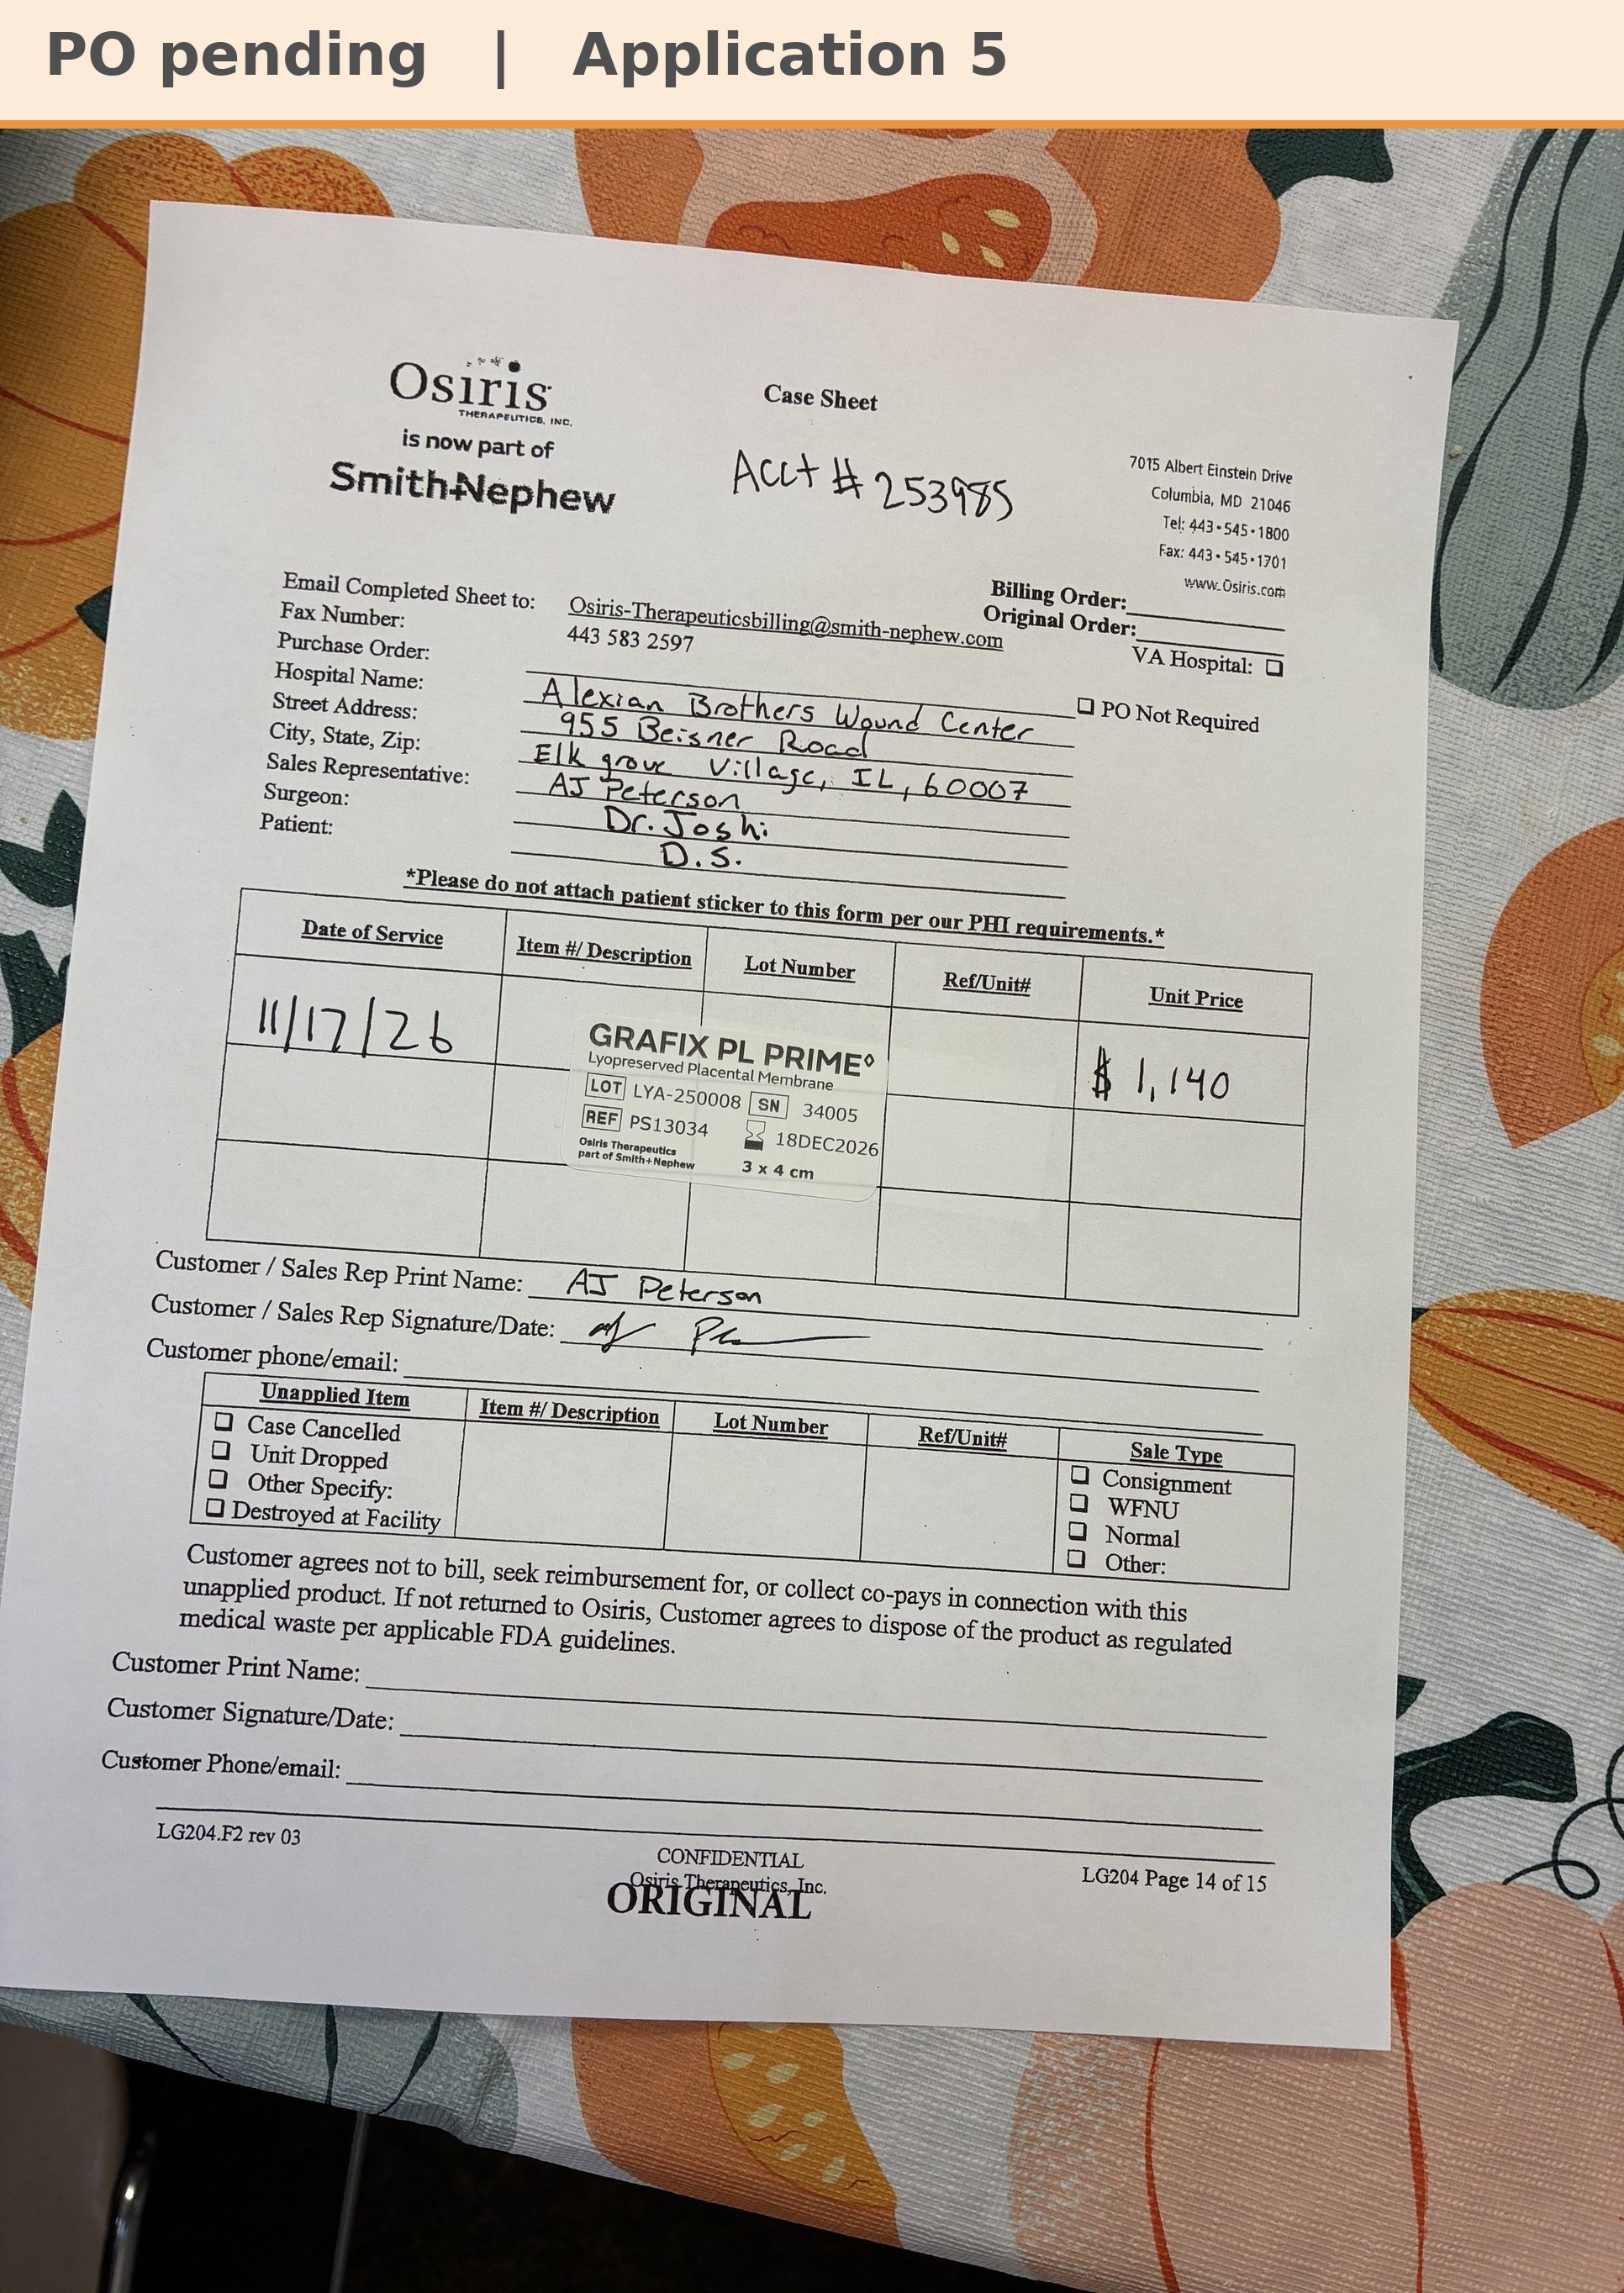 PO pending | Application 5
Osiris
THERAPEUTICS, INC.
is now part of
Smith+Nephew
Case Sheet
Acct # 253985
7015 Albert Einstein Drive
Columbia, MD 21046
Tel: 443•545•1800
Fax: 443•545•1701
www.Osiris.com
Billing Order:
Original Order:
VA Hospital: ☐
Email Completed Sheet to: Osiris-Therapeuticsbilling@smith-nephew.com
Fax Number: 443 583 2597
Purchase Order:
☐ PO Not Required
Hospital Name: Alexian Brothers Wound Center
Street Address: 955 Beisner Road
City, State, Zip: Elk grove Village, IL, 60007
Sales Representative: AJ Peterson
Surgeon: Dr. Joshi
Patient: D.S.
*Please do not attach patient sticker to this form per our PHI requirements.*
Date of Service Item #/ Description Lot Number Ref/Unit# Unit Price
11/17/26 $ 1,140
GRAFIX PL PRIME◊
Lyopreserved Placental Membrane
LOT LYA-250008 SN 34005
REF PS13034 18DEC2026
Osiris Therapeutics
part of Smith+Nephew
3 x 4 cm
Customer / Sales Rep Print Name: AJ Peterson
Customer / Sales Rep Signature/Date:
Customer phone/email:
Unapplied Item Item #/ Description Lot Number Ref/Unit# Sale Type
☐ Case Cancelled
☐ Unit Dropped
☐ Other Specify:
☐ Destroyed at Facility
☐ Consignment
☐ WFNU
☐ Normal
☐ Other:
Customer agrees not to bill, seek reimbursement for, or collect co-pays in connection with this
unapplied product. If not returned to Osiris, Customer agrees to dispose of the product as regulated
medical waste per applicable FDA guidelines.
Customer Print Name:
Customer Signature/Date:
Customer Phone/email:
LG204.F2 rev 03
CONFIDENTIAL
Osiris Therapeutics, Inc.
ORIGINAL
LG204 Page 14 of 15